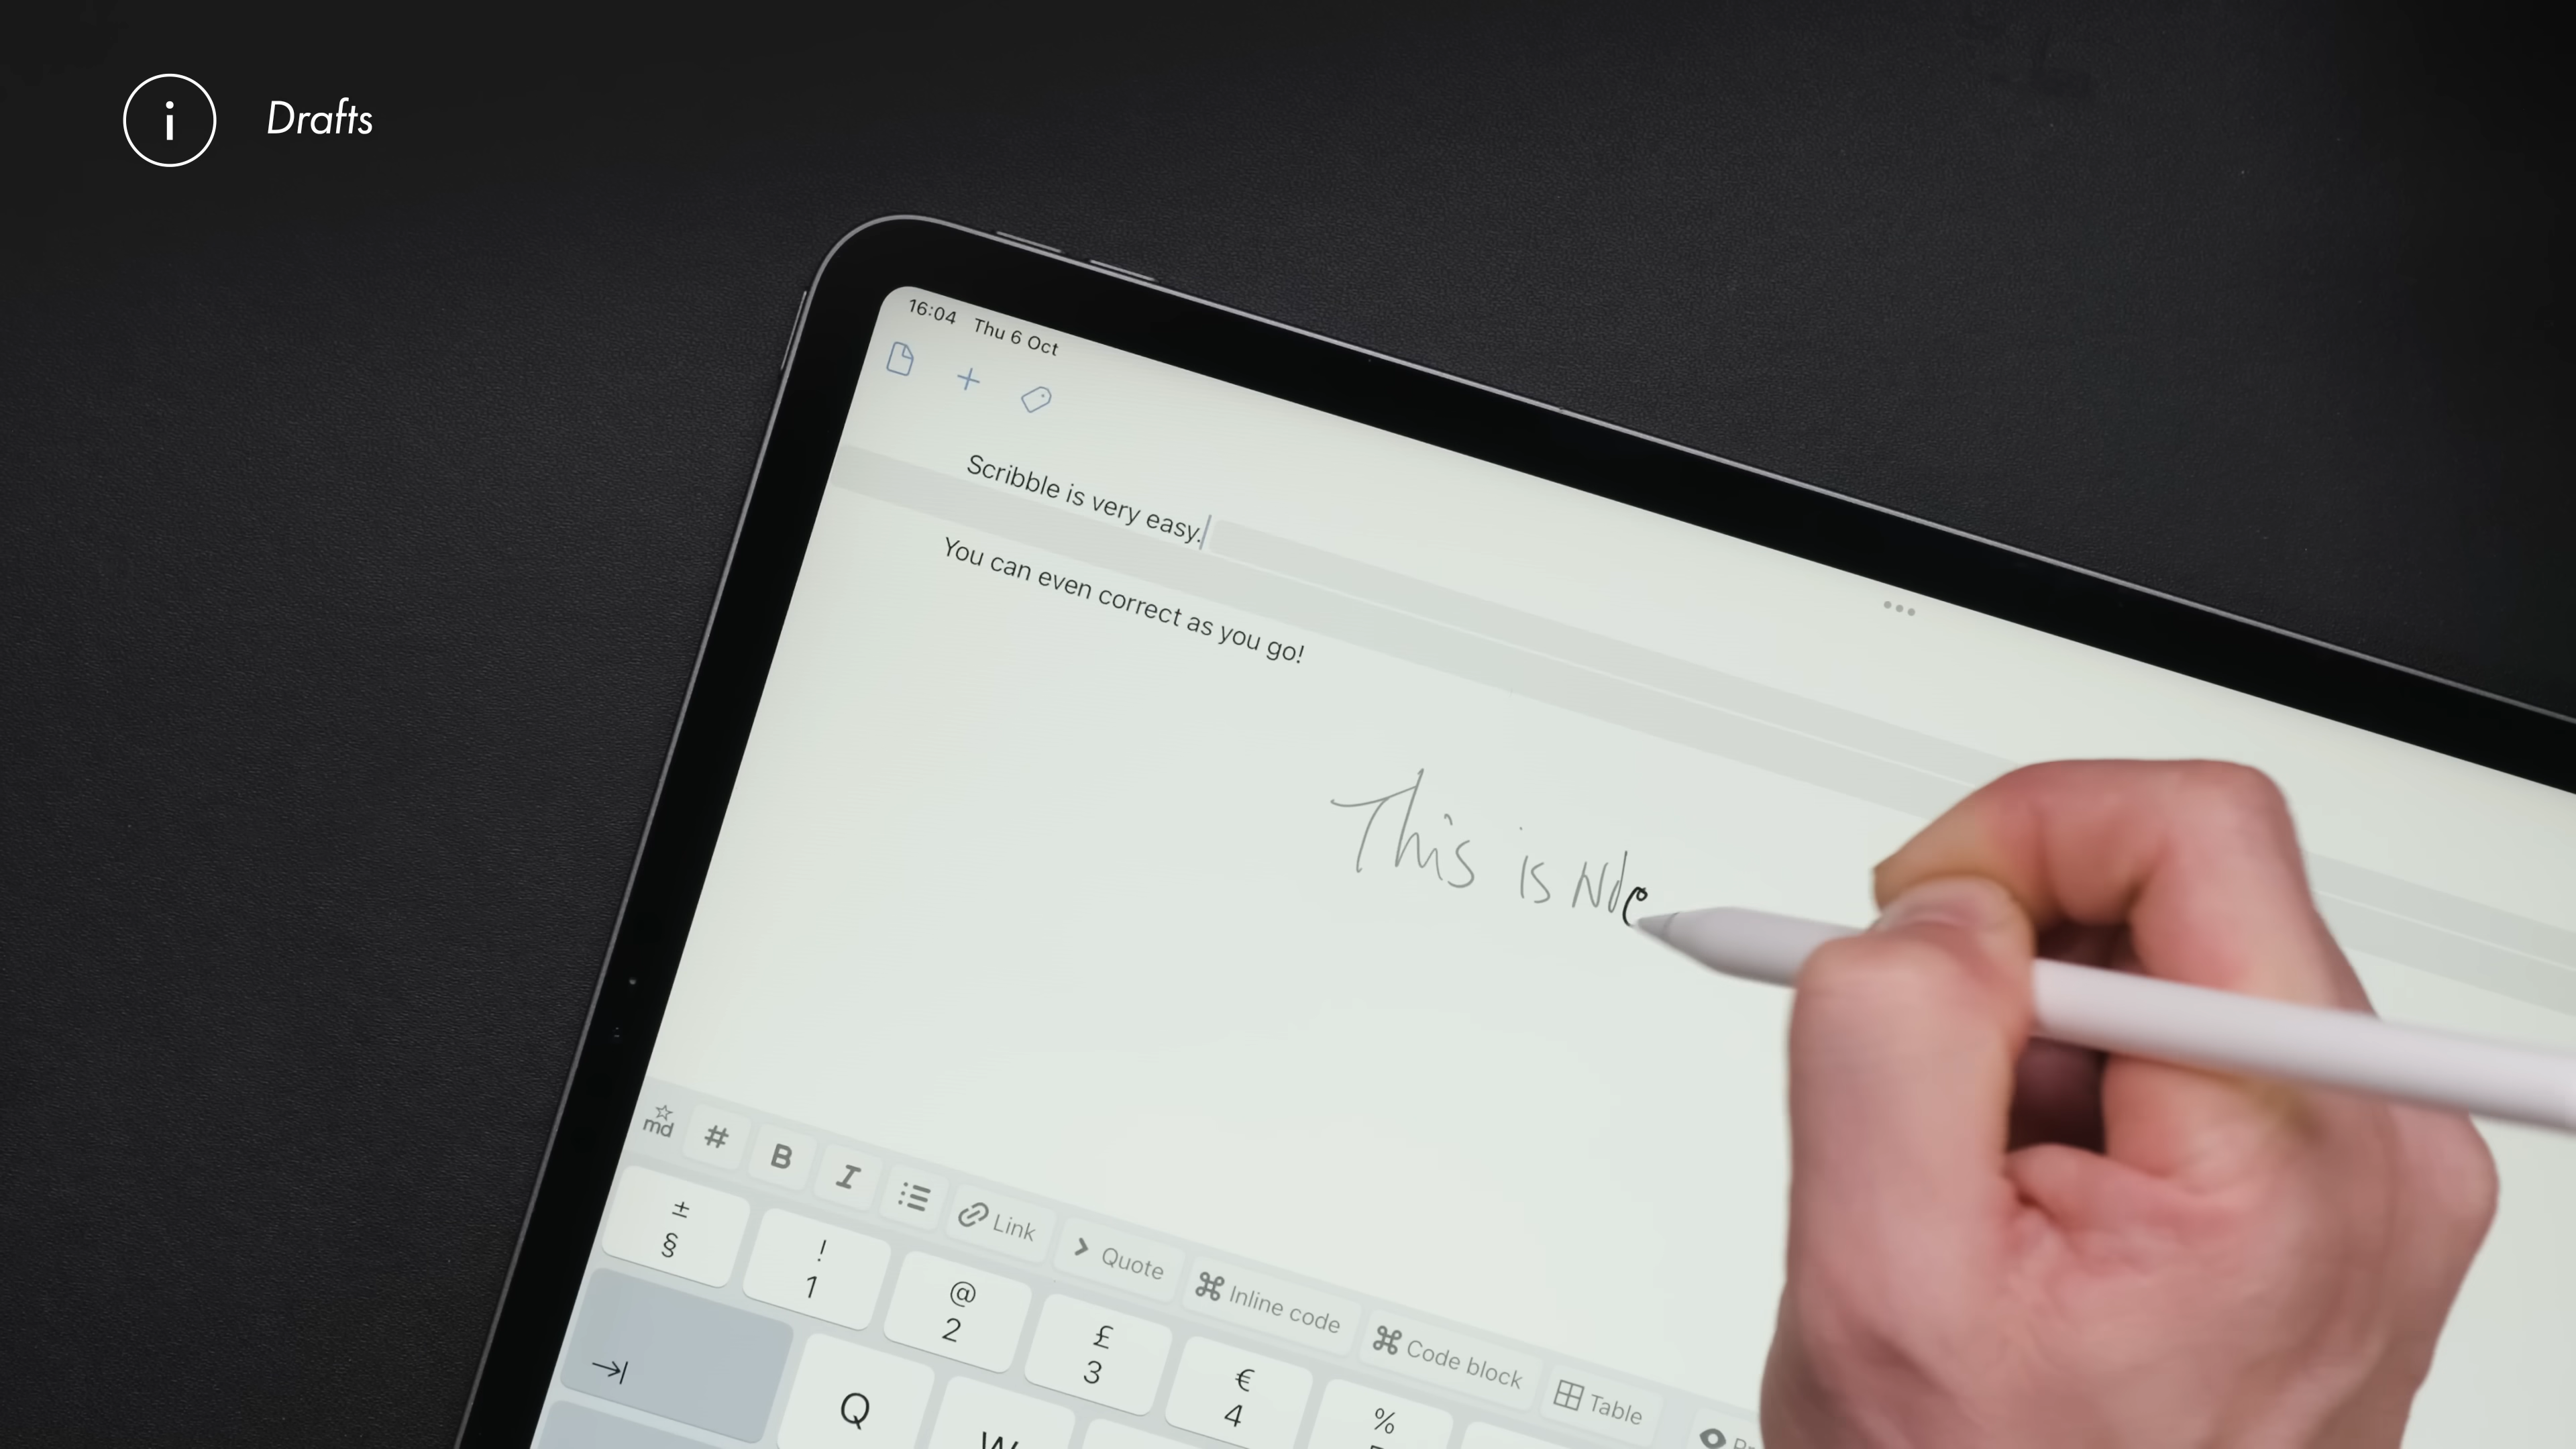 i Drafts
16:04 Thu 6 Oct
Scribble is very easy.
You can even correct as you go!
This is
md # B I Link Quote Inline code Code block Table
± ! @ £ € %
§ 1 2 3 4
Q W